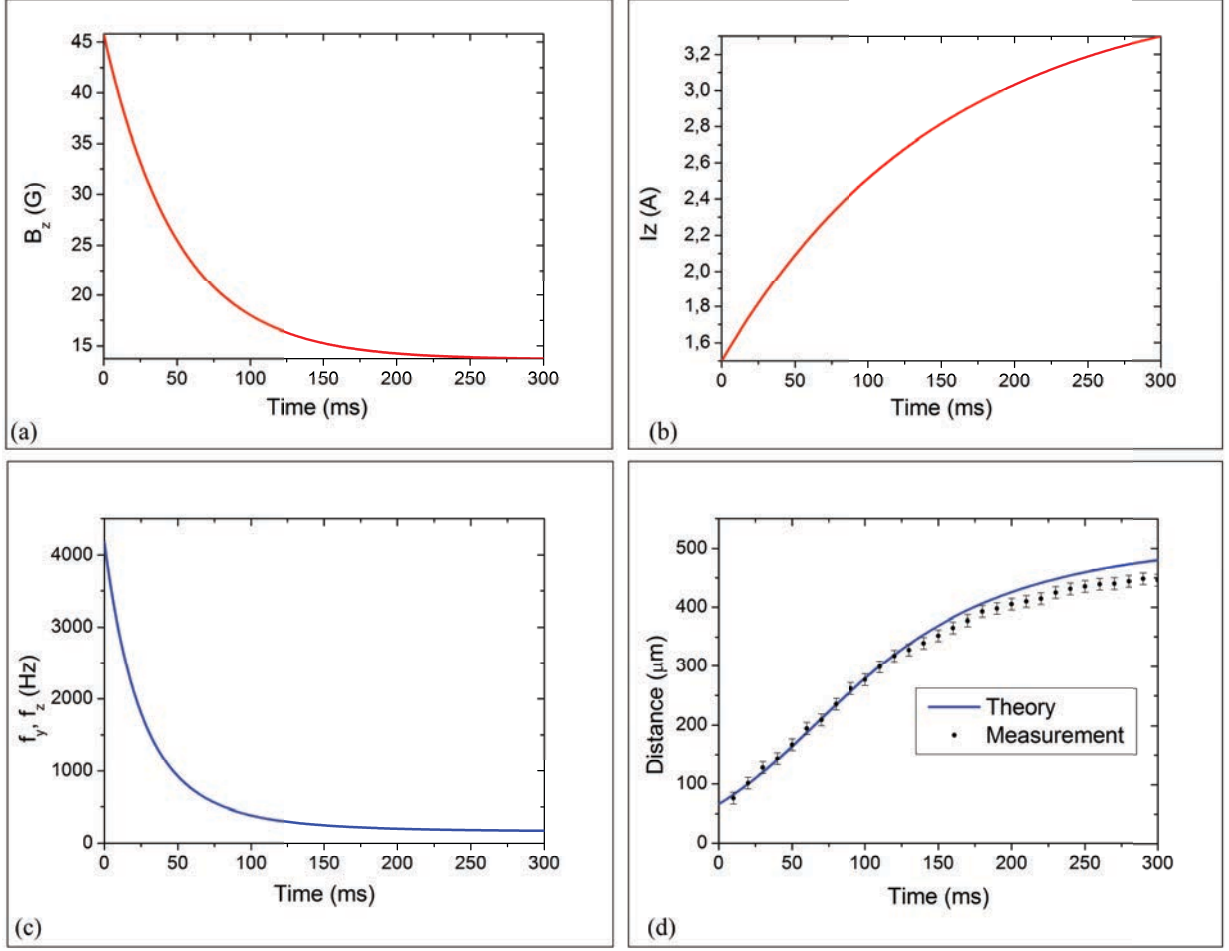 45
40
35
30
25
20
15
B_z (G)
0 50 100 150 200 250 300
Time (ms)
(a)
3,2
3,0
2,8
2,6
2,4
2,2
2,0
1,8
1,6
Iz (A)
0 50 100 150 200 250 300
Time (ms)
(b)
4000
3000
2000
1000
0
f_y, f_z (Hz)
0 50 100 150 200 250 300
Time (ms)
(c)
500
400
300
200
100
0
Distance (μm)
Theory
Measurement
0 50 100 150 200 250 300
Time (ms)
(d)